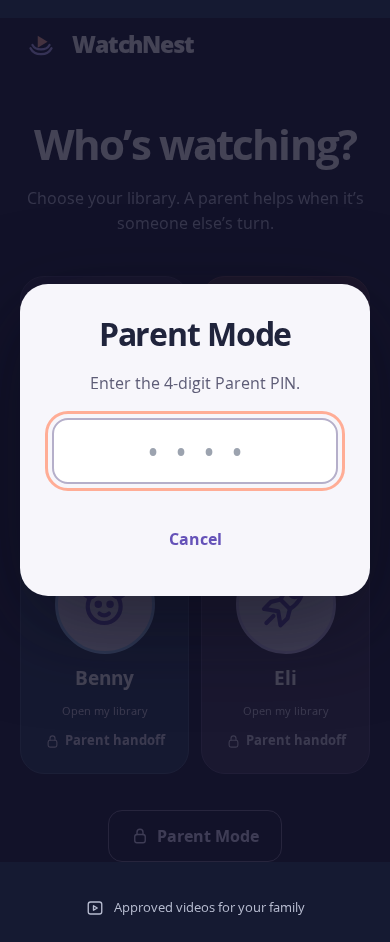 WatchNest
Who’s watching?
Choose your library. A parent helps when it’s
someone else’s turn.
Parent Mode
Enter the 4-digit Parent PIN.
••••
Cancel
Benny
Eli
Open my library
Open my library
Parent handoff
Parent handoff
Parent Mode
Approved videos for your family